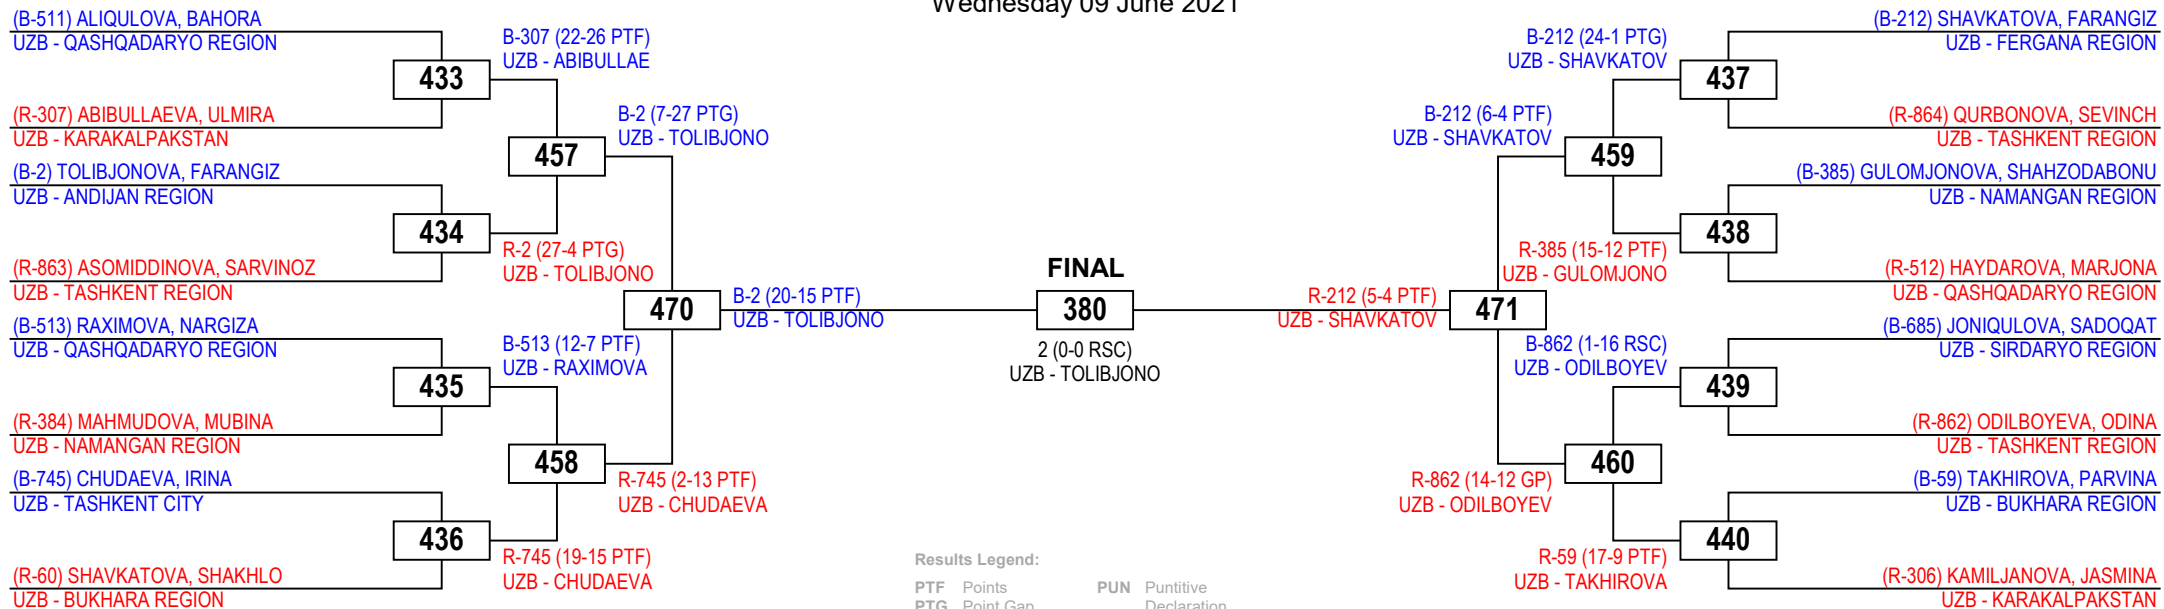 Wednesday 09 June 2021
(B-511) ALIQULOVA, BAHORA
UZB - QASHQADARYO REGION
(R-307) ABIBULLAEVA, ULMIRA
UZB - KARAKALPAKSTAN
(B-2) TOLIBJONOVA, FARANGIZ
UZB - ANDIJAN REGION
(R-863) ASOMIDDINOVA, SARVINOZ
UZB - TASHKENT REGION
(B-513) RAXIMOVA, NARGIZA
UZB - QASHQADARYO REGION
(R-384) MAHMUDOVA, MUBINA
UZB - NAMANGAN REGION
(B-745) CHUDAEVA, IRINA
UZB - TASHKENT CITY
(R-60) SHAVKATOVA, SHAKHLO
UZB - BUKHARA REGION
433
434
435
436
B-307 (22-26 PTF)
UZB - ABIBULLAE
R-2 (27-4 PTG)
UZB - TOLIBJONO
B-513 (12-7 PTF)
UZB - RAXIMOVA
R-745 (19-15 PTF)
UZB - CHUDAEVA
457
458
B-2 (7-27 PTG)
UZB - TOLIBJONO
R-745 (2-13 PTF)
UZB - CHUDAEVA
470
B-2 (20-15 PTF)
UZB - TOLIBJONO
FINAL
380
2 (0-0 RSC)
UZB - TOLIBJONO
R-212 (5-4 PTF)
UZB - SHAVKATOV
471
B-212 (6-4 PTF)
UZB - SHAVKATOV
R-862 (14-12 GP)
UZB - ODILBOYEV
459
460
B-212 (24-1 PTG)
UZB - SHAVKATOV
R-385 (15-12 PTF)
UZB - GULOMJONO
B-862 (1-16 RSC)
UZB - ODILBOYEV
R-59 (17-9 PTF)
UZB - TAKHIROVA
437
438
439
440
(B-212) SHAVKATOVA, FARANGIZ
UZB - FERGANA REGION
(R-864) QURBONOVA, SEVINCH
UZB - TASHKENT REGION
(B-385) GULOMJONOVA, SHAHZODABONU
UZB - NAMANGAN REGION
(R-512) HAYDAROVA, MARJONA
UZB - QASHQADARYO REGION
(B-685) JONIQULOVA, SADOQAT
UZB - SIRDARYO REGION
(R-862) ODILBOYEVA, ODINA
UZB - TASHKENT REGION
(B-59) TAKHIROVA, PARVINA
UZB - BUKHARA REGION
(R-306) KAMILJANOVA, JASMINA
UZB - KARAKALPAKSTAN
Results Legend:
PTF Points PUN Puntitive
PTG Point Gap Declaration